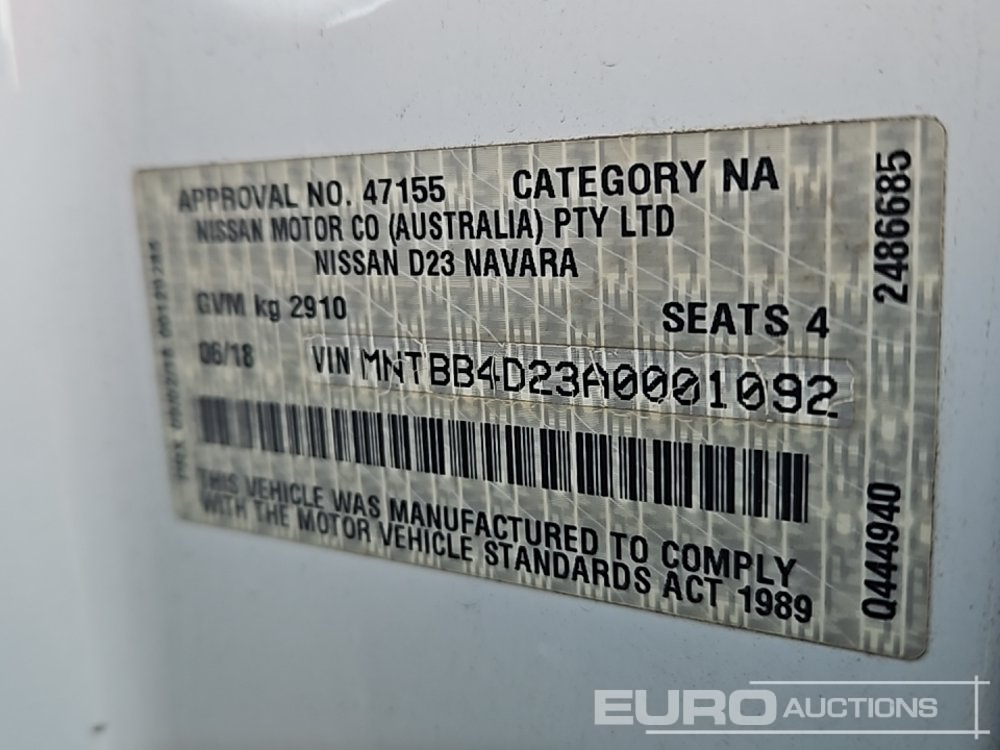 APPROVAL NO. 47155 CATEGORY NA
NISSAN MOTOR CO (AUSTRALIA) PTY LTD
NISSAN D23 NAVARA
GVM kg 2910 SEATS 4
06/18 VIN MNTBB4D23A0001092
THIS VEHICLE WAS MANUFACTURED TO COMPLY
WITH THE MOTOR VEHICLE STANDARDS ACT 1989
2486685
Q444940
EURO AUCTIONS